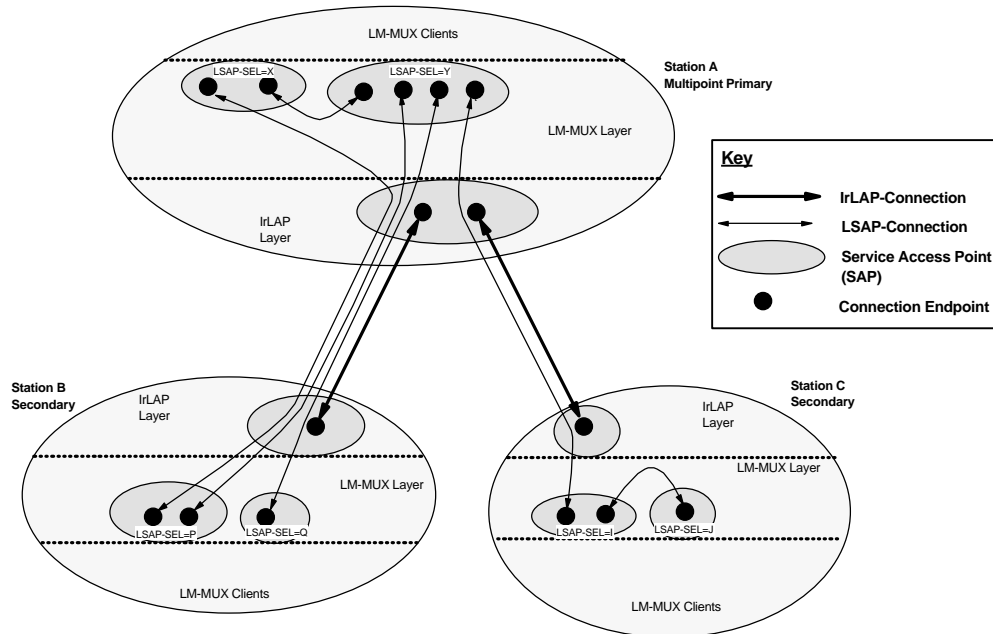 LM-MUX Clients
LSAP-SEL=X
LSAP-SEL=Y
Station A
Multipoint Primary
LM-MUX Layer
IrLAP
Layer
Key
IrLAP-Connection
LSAP-Connection
Service Access Point
(SAP)
Connection Endpoint
Station B
Secondary
IrLAP
Layer
LM-MUX Layer
LSAP-SEL=P
LSAP-SEL=Q
LM-MUX Clients
Station C
Secondary
IrLAP
Layer
LM-MUX Layer
LSAP-SEL=I
LSAP-SEL=J
LM-MUX Clients